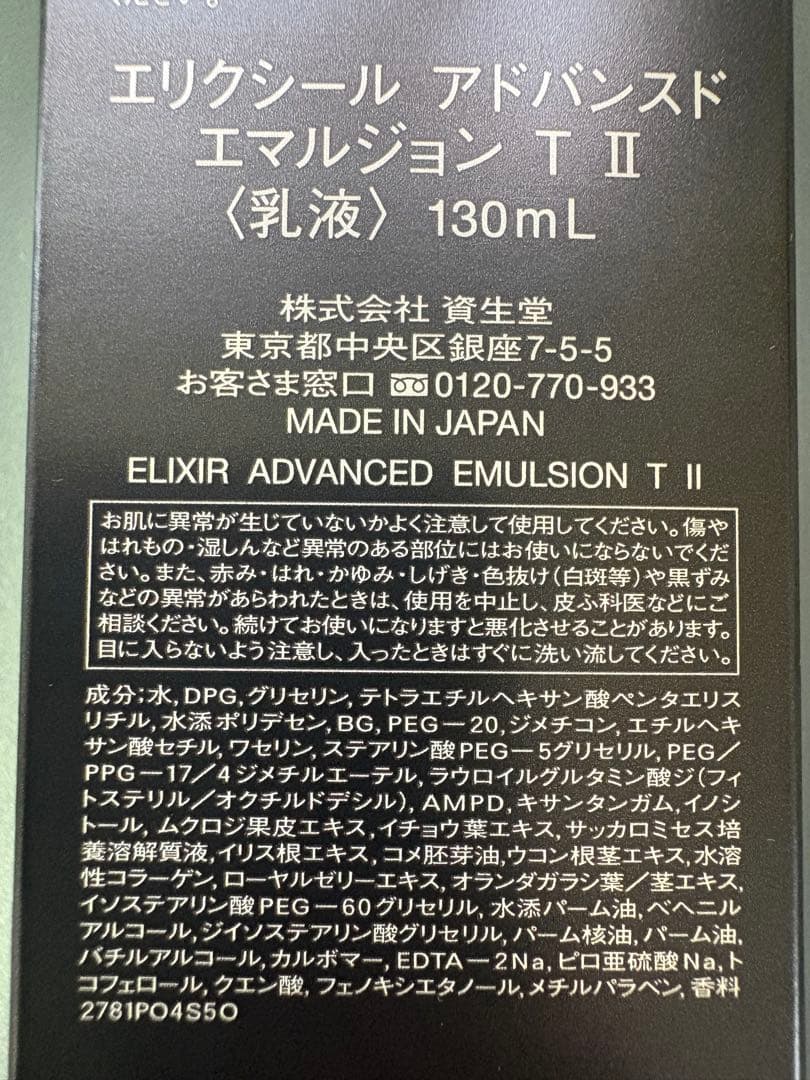 ください。
エリクシール アドバンスド
エマルジョン T II
〈乳液〉 130mL
株式会社 資生堂
東京都中央区銀座7-5-5
お客さま窓口 0120-770-933
MADE IN JAPAN
ELIXIR ADVANCED EMULSION T II
お肌に異常が生じていないかよく注意して使用してください。傷や
はれもの・湿しんなど異常のある部位にはお使いにならないでくだ
さい。また、赤み・はれ・かゆみ・しげき・色抜け(白斑等)や黒ずみ
などの異常があらわれたときは、使用を中止し、皮ふ科医などにご
相談ください。続けてお使いになりますと悪化させることがあります。
目に入らないよう注意し、入ったときはすぐに洗い流してください。
成分;水,DPG,グリセリン,テトラエチルヘキサン酸ペンタエリス
リチル,水添ポリデセン,BG,PEG-20,ジメチコン,エチルヘキ
サン酸セチル,ワセリン,ステアリン酸PEG-5グリセリル,PEG/
PPG-17/4ジメチルエーテル,ラウロイルグルタミン酸ジ(フィ
トステリル/オクチルドデシル),AMPD,キサンタンガム,イノシ
トール,ムクロジ果皮エキス,イチョウ葉エキス,サッカロミセス培
養溶解質液,イリス根エキス,コメ胚芽油,ウコン根茎エキス,水溶
性コラーゲン,ローヤルゼリーエキス,オランダガラシ葉/茎エキス,
イソステアリン酸PEG-60グリセリル,水添パーム油,ベヘニル
アルコール,ジイソステアリン酸グリセリル,パーム核油,パーム油,
バチルアルコール,カルボマー,EDTA-2Na,ピロ亜硫酸Na,ト
コフェロール,クエン酸,フェノキシエタノール,メチルパラベン,香料
2781PO4S5O